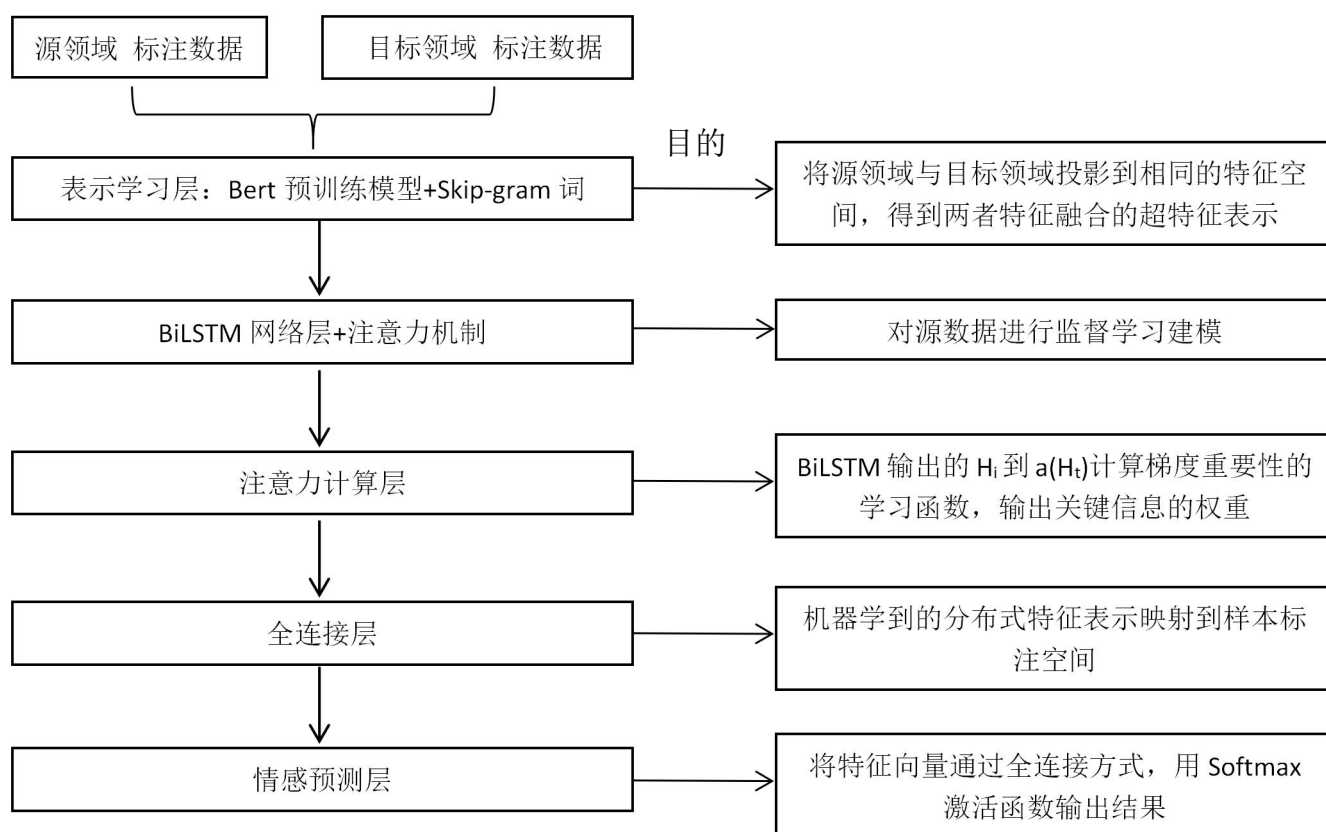 源领域 标注数据
目标领域 标注数据
目的
表示学习层：Bert 预训练模型+Skip-gram 词
将源领域与目标领域投影到相同的特征空
间，得到两者特征融合的超特征表示
BiLSTM 网络层+注意力机制
对源数据进行监督学习建模
注意力计算层
BiLSTM 输出的 Hi 到 a(Ht)计算梯度重要性的
学习函数，输出关键信息的权重
全连接层
机器学到的分布式特征表示映射到样本标
注空间
情感预测层
将特征向量通过全连接方式，用 Softmax
激活函数输出结果